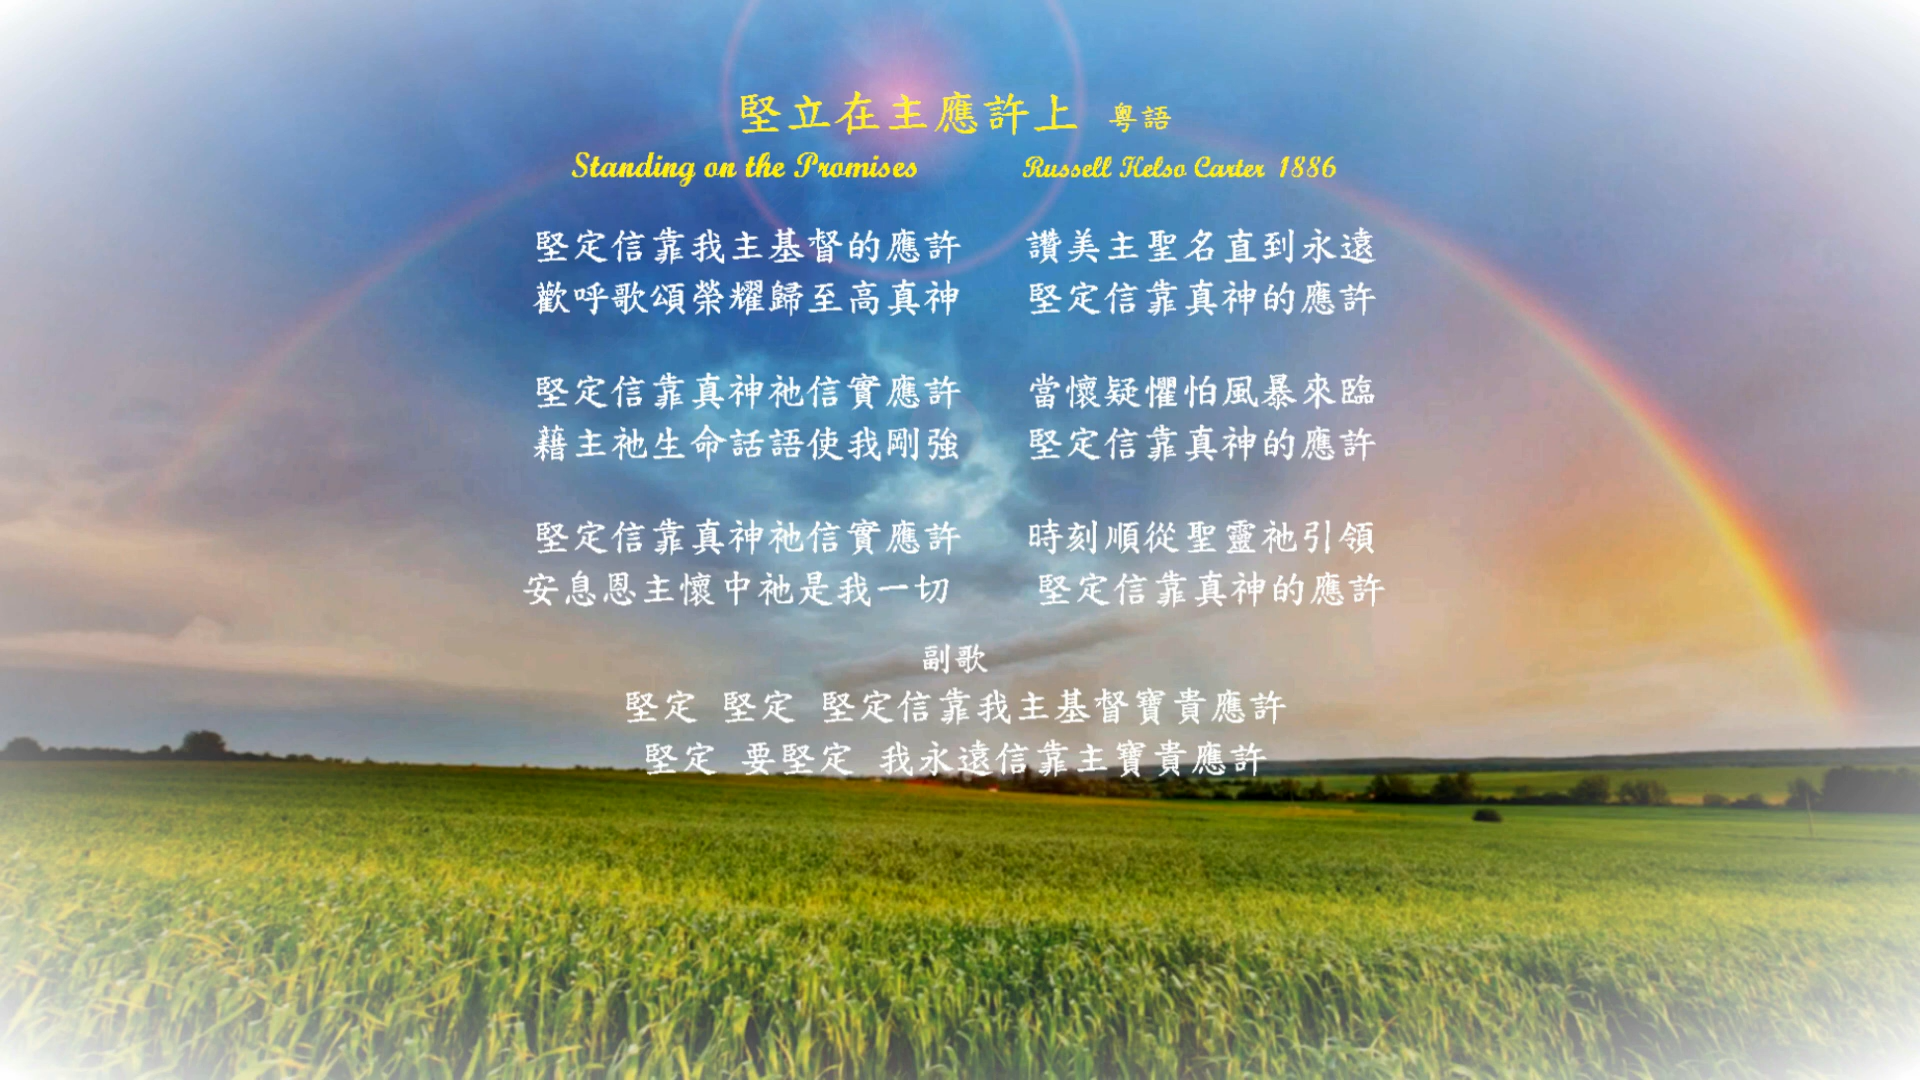 堅立在主應許上 粵語
Standing on the Promises Russell Kelso Carter 1886
堅定信靠我主基督的應許 讚美主聖名直到永遠
歡呼歌頌榮耀歸至高真神 堅定信靠真神的應許
堅定信靠真神祂信實應許 當懷疑懼怕風暴來臨
藉主祂生命話語使我剛強 堅定信靠真神的應許
堅定信靠真神祂信實應許 時刻順從聖靈祂引領
安息恩主懷中祂是我一切 堅定信靠真神的應許
副歌
堅定 堅定 堅定信靠我主基督寶貴應許
堅定 要堅定 我永遠信靠主寶貴應許